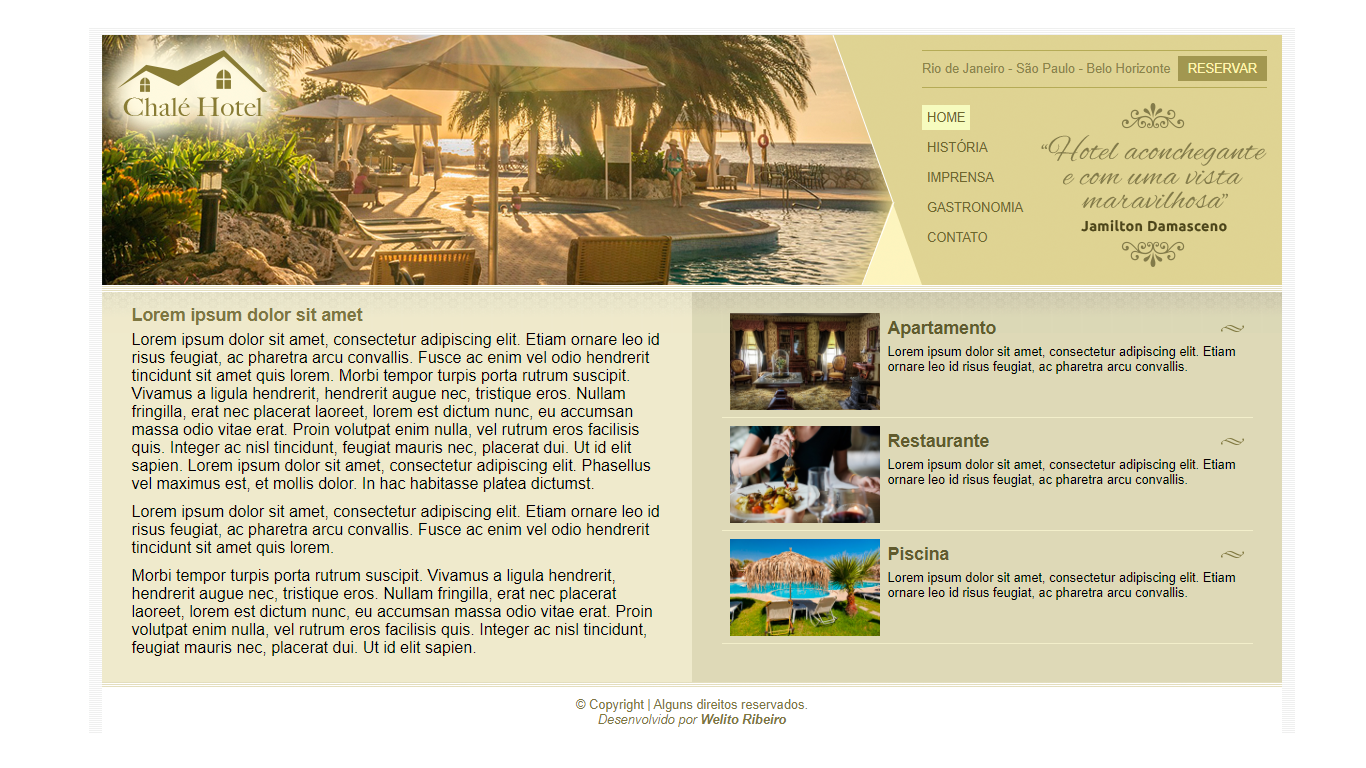 Chalé Hotel
Rio de Janeiro - São Paulo - Belo Horizonte
RESERVAR
HOME
HISTÓRIA
IMPRENSA
GASTRONOMIA
CONTATO
“Hotel aconchegante
e com uma vista
maravilhosa”
Jamilton Damasceno
Lorem ipsum dolor sit amet
Lorem ipsum dolor sit amet, consectetur adipiscing elit. Etiam ornare leo id
risus feugiat, ac pharetra arcu convallis. Fusce ac enim vel odio hendrerit
tincidunt sit amet quis lorem. Morbi tempor turpis porta rutrum suscipit.
Vivamus a ligula hendrerit, hendrerit augue nec, tristique eros. Nullam
fringilla, erat nec placerat laoreet, lorem est dictum nunc, eu accumsan
massa odio vitae erat. Proin volutpat enim nulla, vel rutrum eros facilisis
quis. Integer ac nisl tincidunt, feugiat mauris nec, placerat dui. Ut id elit
sapien. Lorem ipsum dolor sit amet, consectetur adipiscing elit. Phasellus
vel maximus est, et mollis dolor. In hac habitasse platea dictumst.
Lorem ipsum dolor sit amet, consectetur adipiscing elit. Etiam ornare leo id
risus feugiat, ac pharetra arcu convallis. Fusce ac enim vel odio hendrerit
tincidunt sit amet quis lorem.
Morbi tempor turpis porta rutrum suscipit. Vivamus a ligula hendrerit,
hendrerit augue nec, tristique eros. Nullam fringilla, erat nec placerat
laoreet, lorem est dictum nunc, eu accumsan massa odio vitae erat. Proin
volutpat enim nulla, vel rutrum eros facilisis quis. Integer ac nisl tincidunt,
feugiat mauris nec, placerat dui. Ut id elit sapien.
Apartamento
Lorem ipsum dolor sit amet, consectetur adipiscing elit. Etiam
ornare leo id risus feugiat, ac pharetra arcu convallis.
Restaurante
Lorem ipsum dolor sit amet, consectetur adipiscing elit. Etiam
ornare leo id risus feugiat, ac pharetra arcu convallis.
Piscina
Lorem ipsum dolor sit amet, consectetur adipiscing elit. Etiam
ornare leo id risus feugiat, ac pharetra arcu convallis.
© Copyright | Alguns direitos reservados.
Desenvolvido por Welito Ribeiro